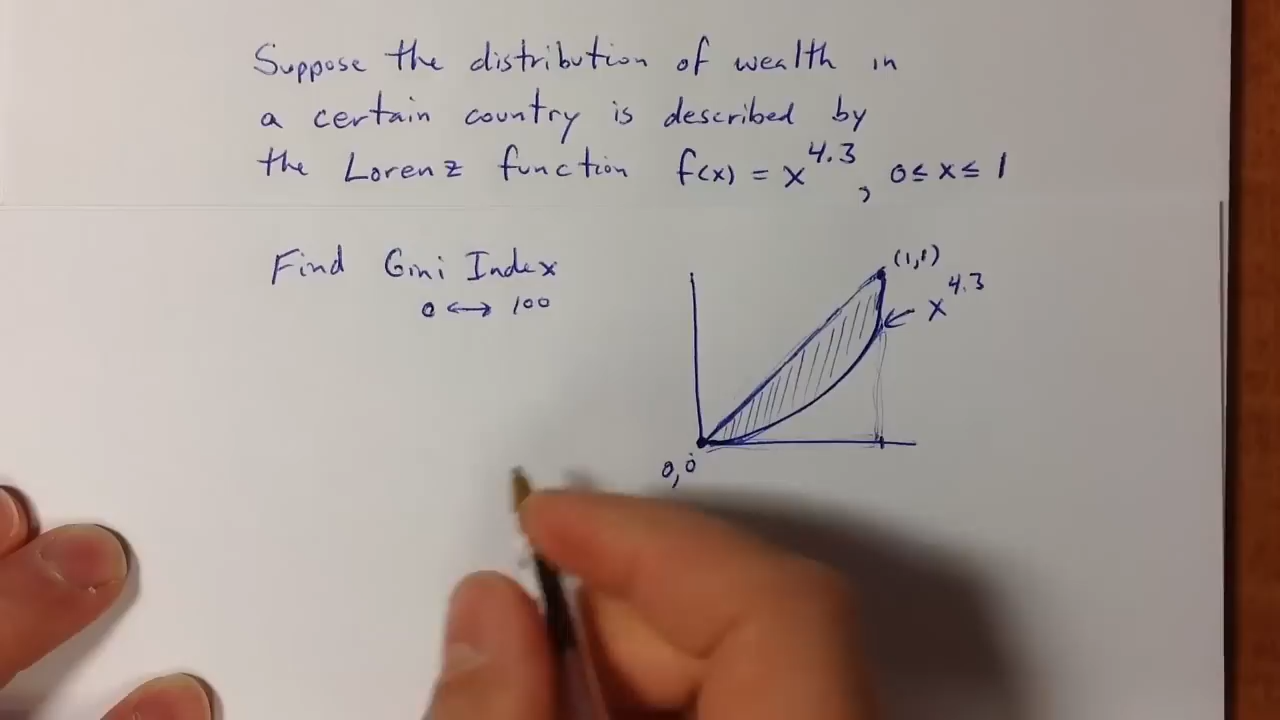 Suppose the distribution of wealth in
a certain country is described by
the Lorenz function f(x) = x^4.3, 0 ≤ x ≤ 1
Find Gini Index
0 ↔ 100
(1,1)
x^4.3
0,0